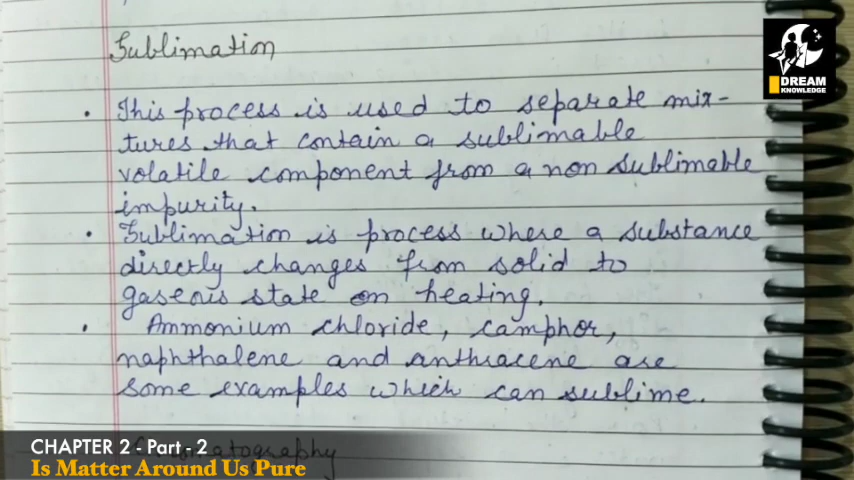 Sublimation
DREAM
KNOWLEDGE
• This process is used to separate mix-
tures that contain a sublimable
volatile component from a non sublimable
impurity.
• Sublimation is process where a substance
directly changes from solid to
gaseous state on heating.
• Ammonium chloride, camphor,
naphthalene and anthracene are
some examples which can sublime.
Chromatography
CHAPTER 2 - Part - 2
Is Matter Around Us Pure